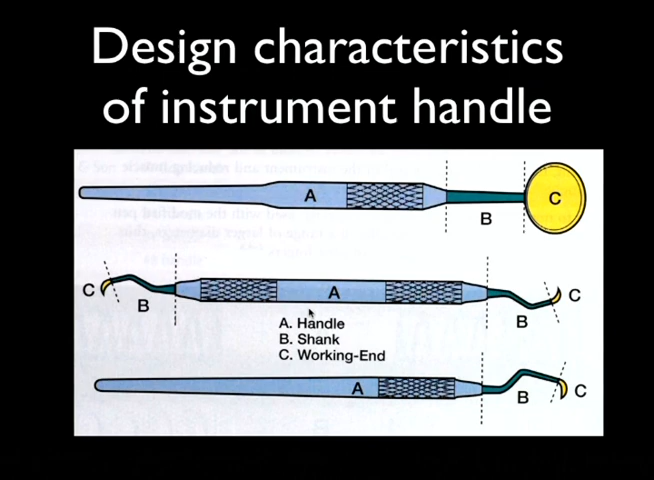 Design characteristics
of instrument handle
A
C
B
C
A
C
B
B
A. Handle
B. Shank
C. Working-End
A
C
B